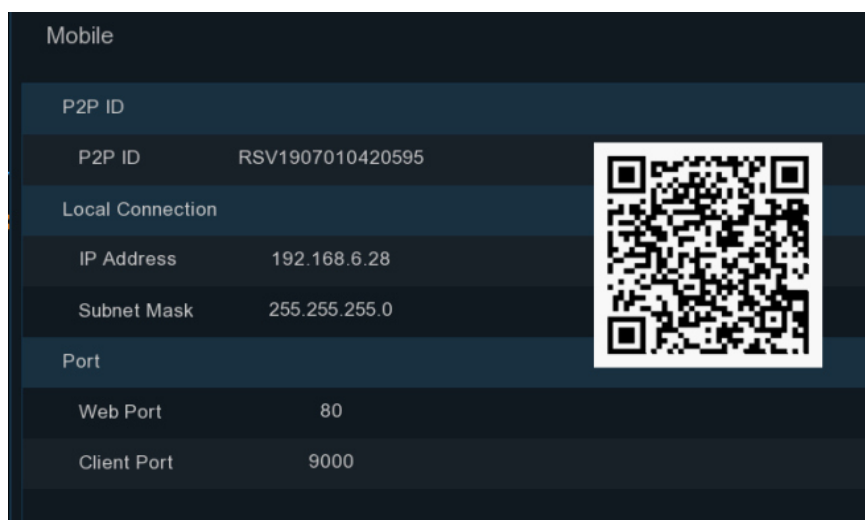 Mobile
P2P ID
P2P ID RSV1907010420595
Local Connection
IP Address 192.168.6.28
Subnet Mask 255.255.255.0
Port
Web Port 80
Client Port 9000